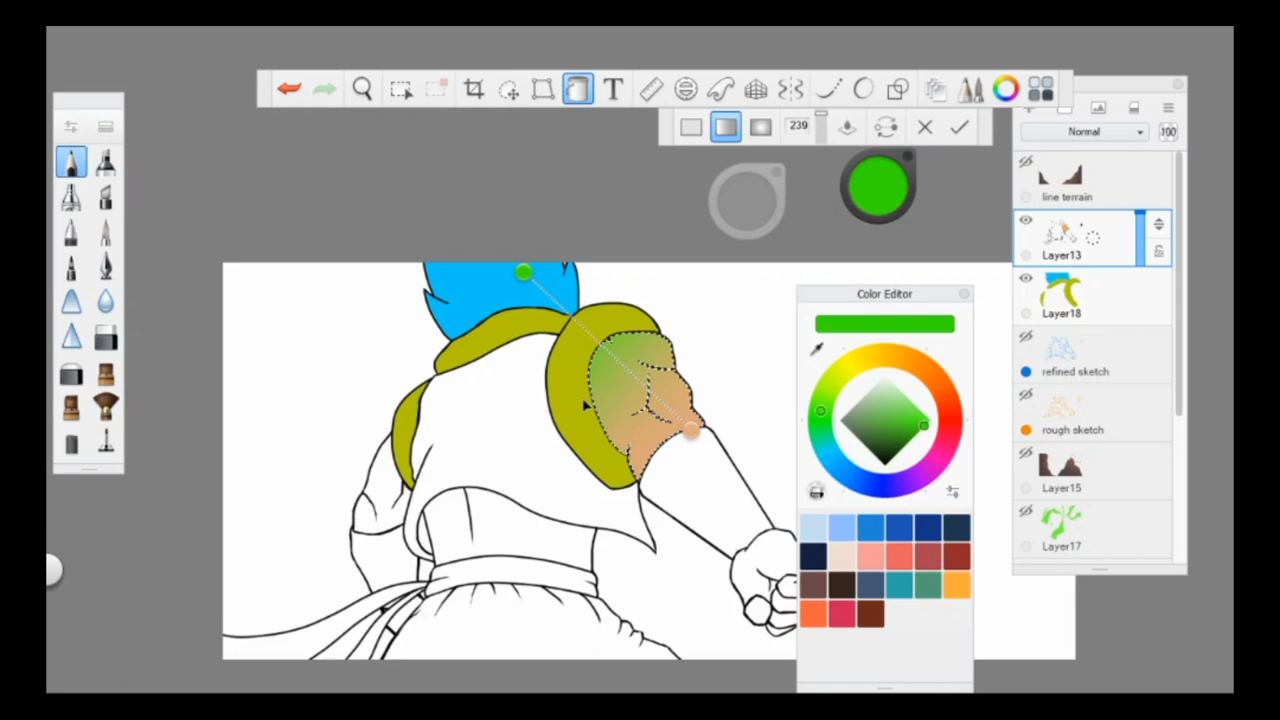 T
239
Normal
100
line terrain
Layer13
Color Editor
Layer18
refined sketch
rough sketch
Layer15
Layer17